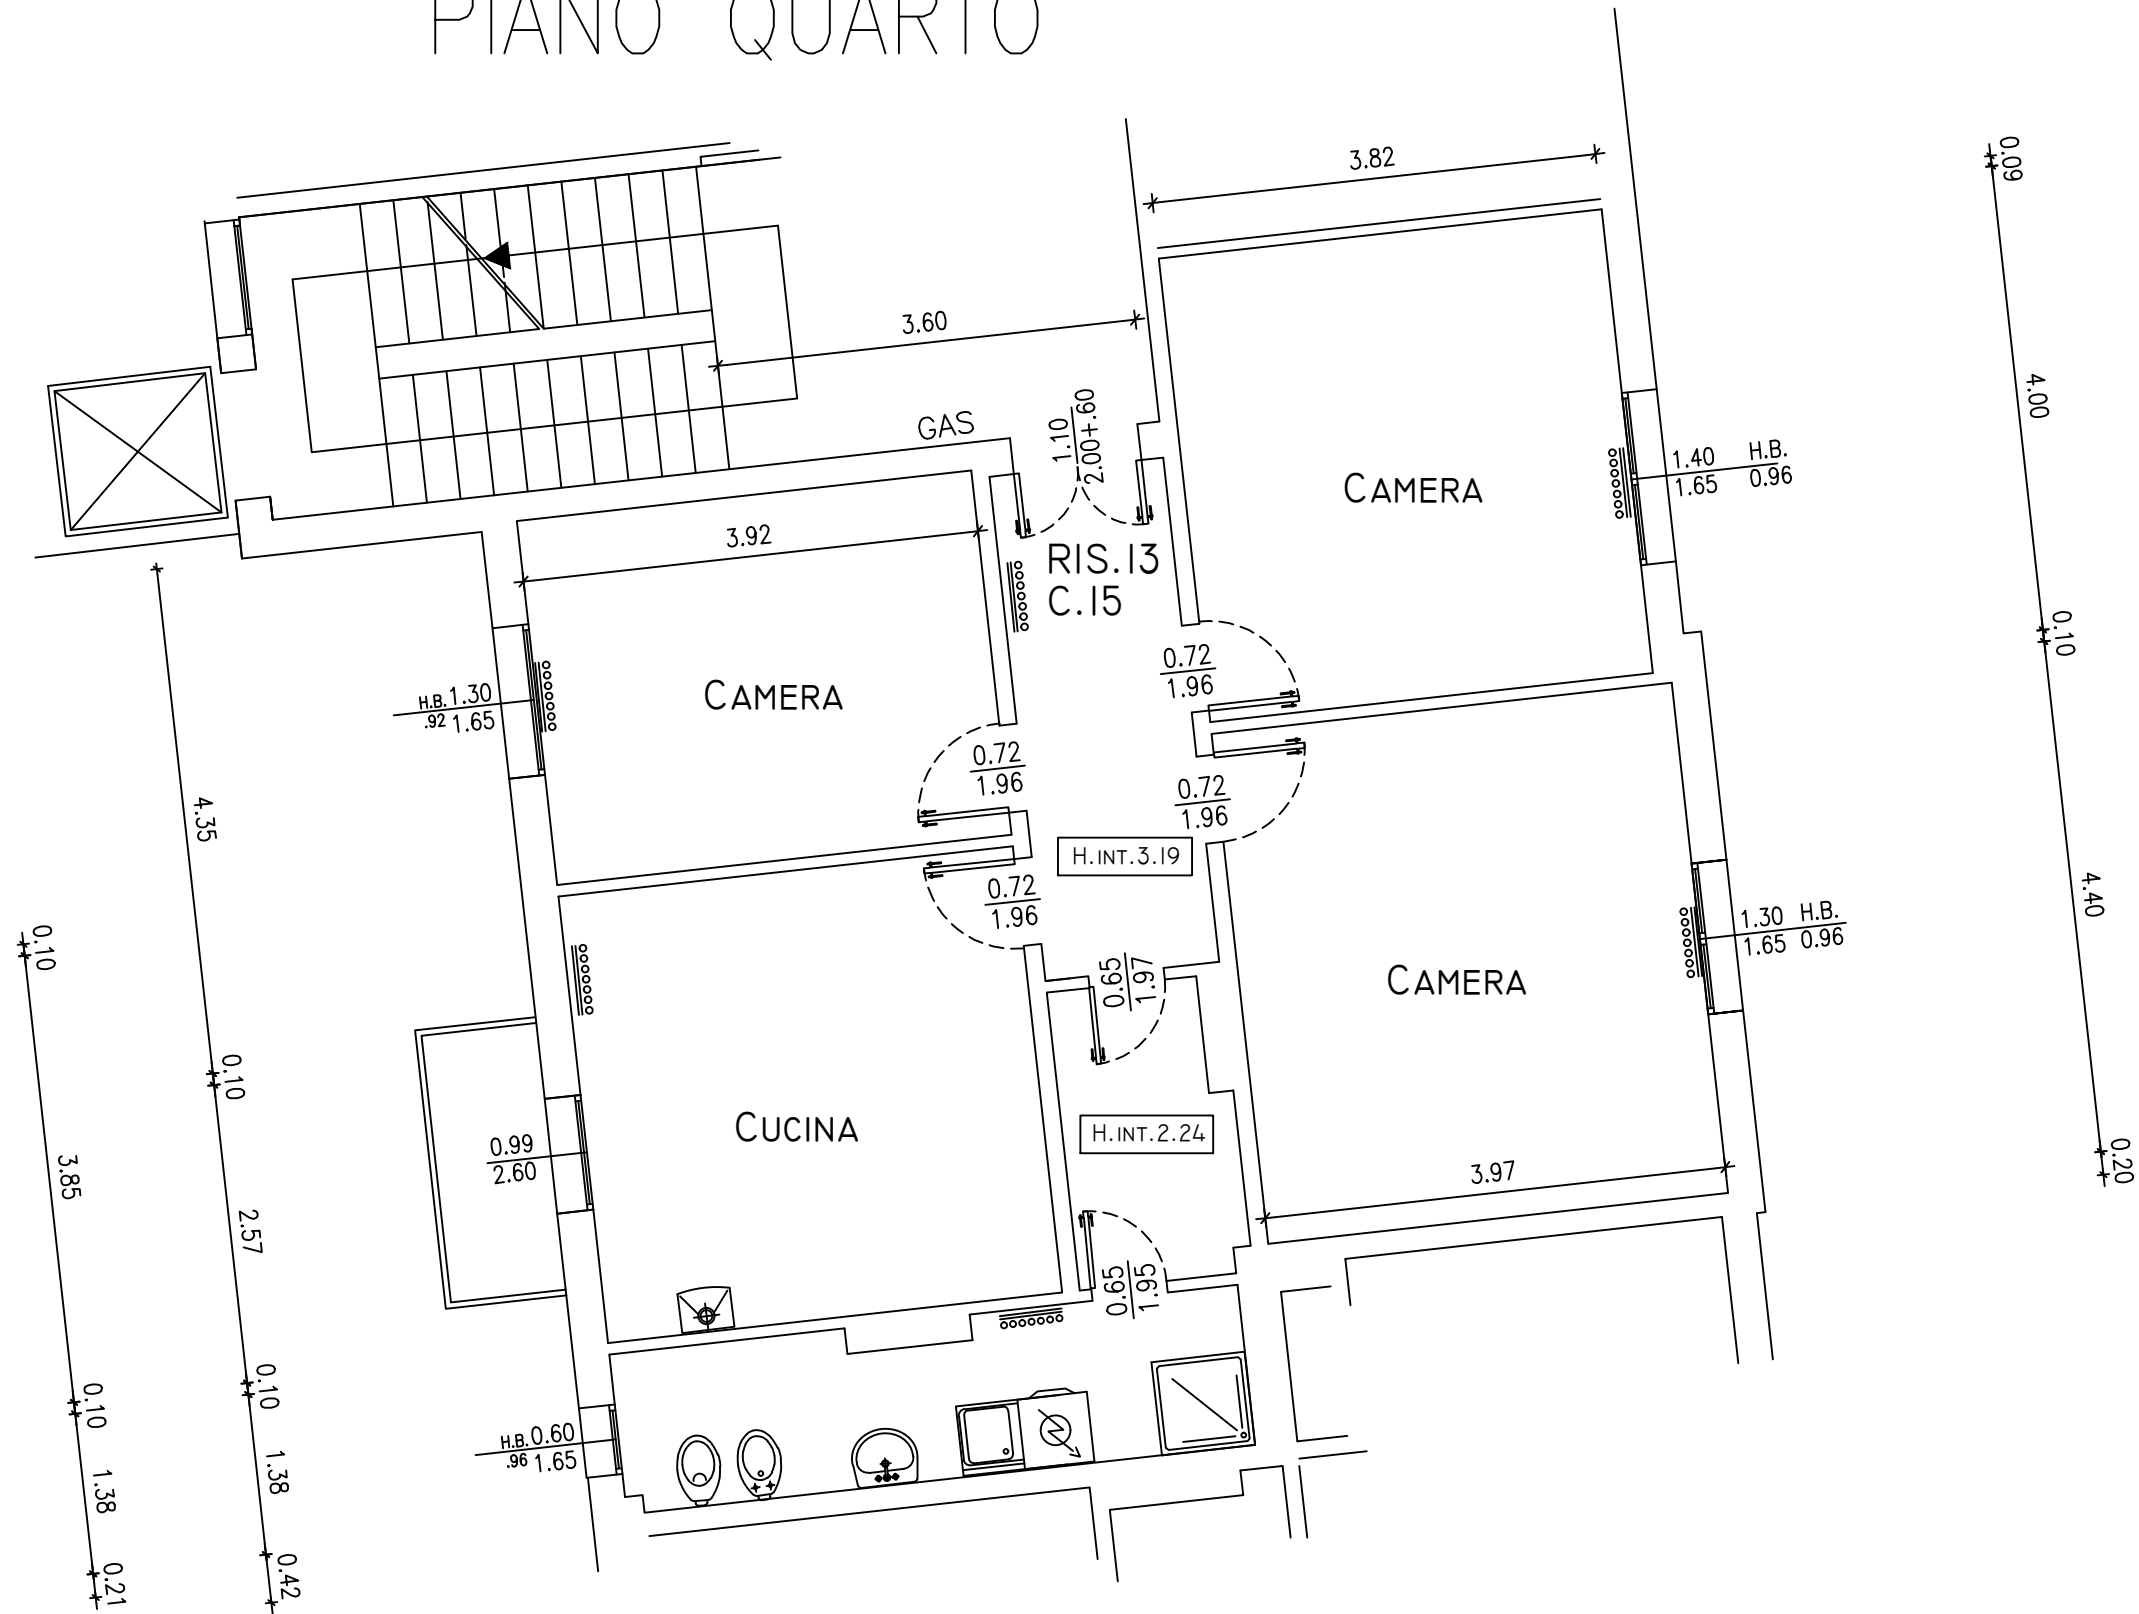 PIANO QUARTO
0.09
3.82
3.60
4.00
GAS
1.10
2.00+.60
CAMERA
1.40 H.B.
1.65 0.96
3.92
RIS.13
C.15
0.10
0.72
1.96
CAMERA
H.B. 1.30
.92 1.65
0.72
1.96
0.72
1.96
4.35
H.INT.3.19
0.72
1.96
4.40
1.30 H.B.
1.65 0.96
0.10
0.65
1.97
CAMERA
0.10
CUCINA
H.INT.2.24
0.99
2.60
3.85
3.97
0.20
2.57
0.65
1.95
0.10
0.10
H.B. 0.60
.96 1.65
1.38
1.38
0.21
0.42